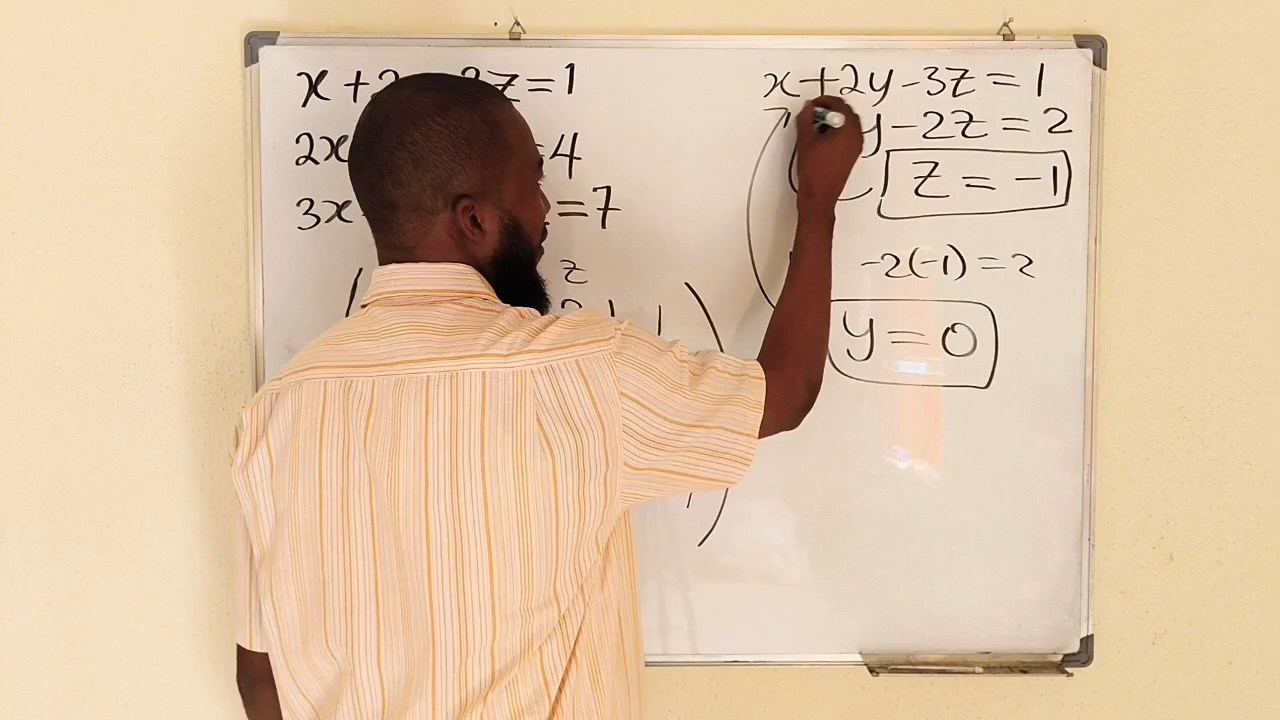 x+2 3z=1
2x =4
3x =7
z
x+2y-3z=1
y-2z=2
z=-1
-2(-1)=2
y=0